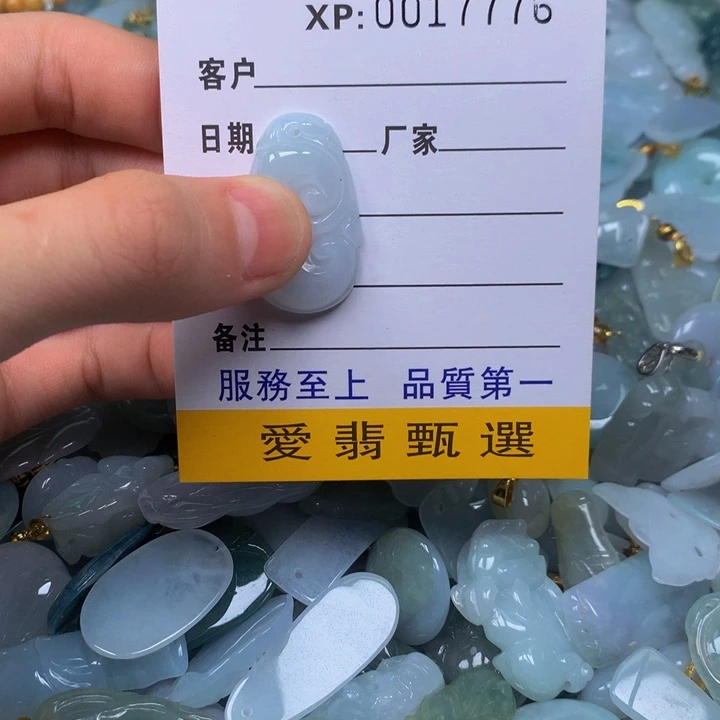 XP:0017776
客户
日期 厂家
备注
服務至上 品質第一
愛翡甄選